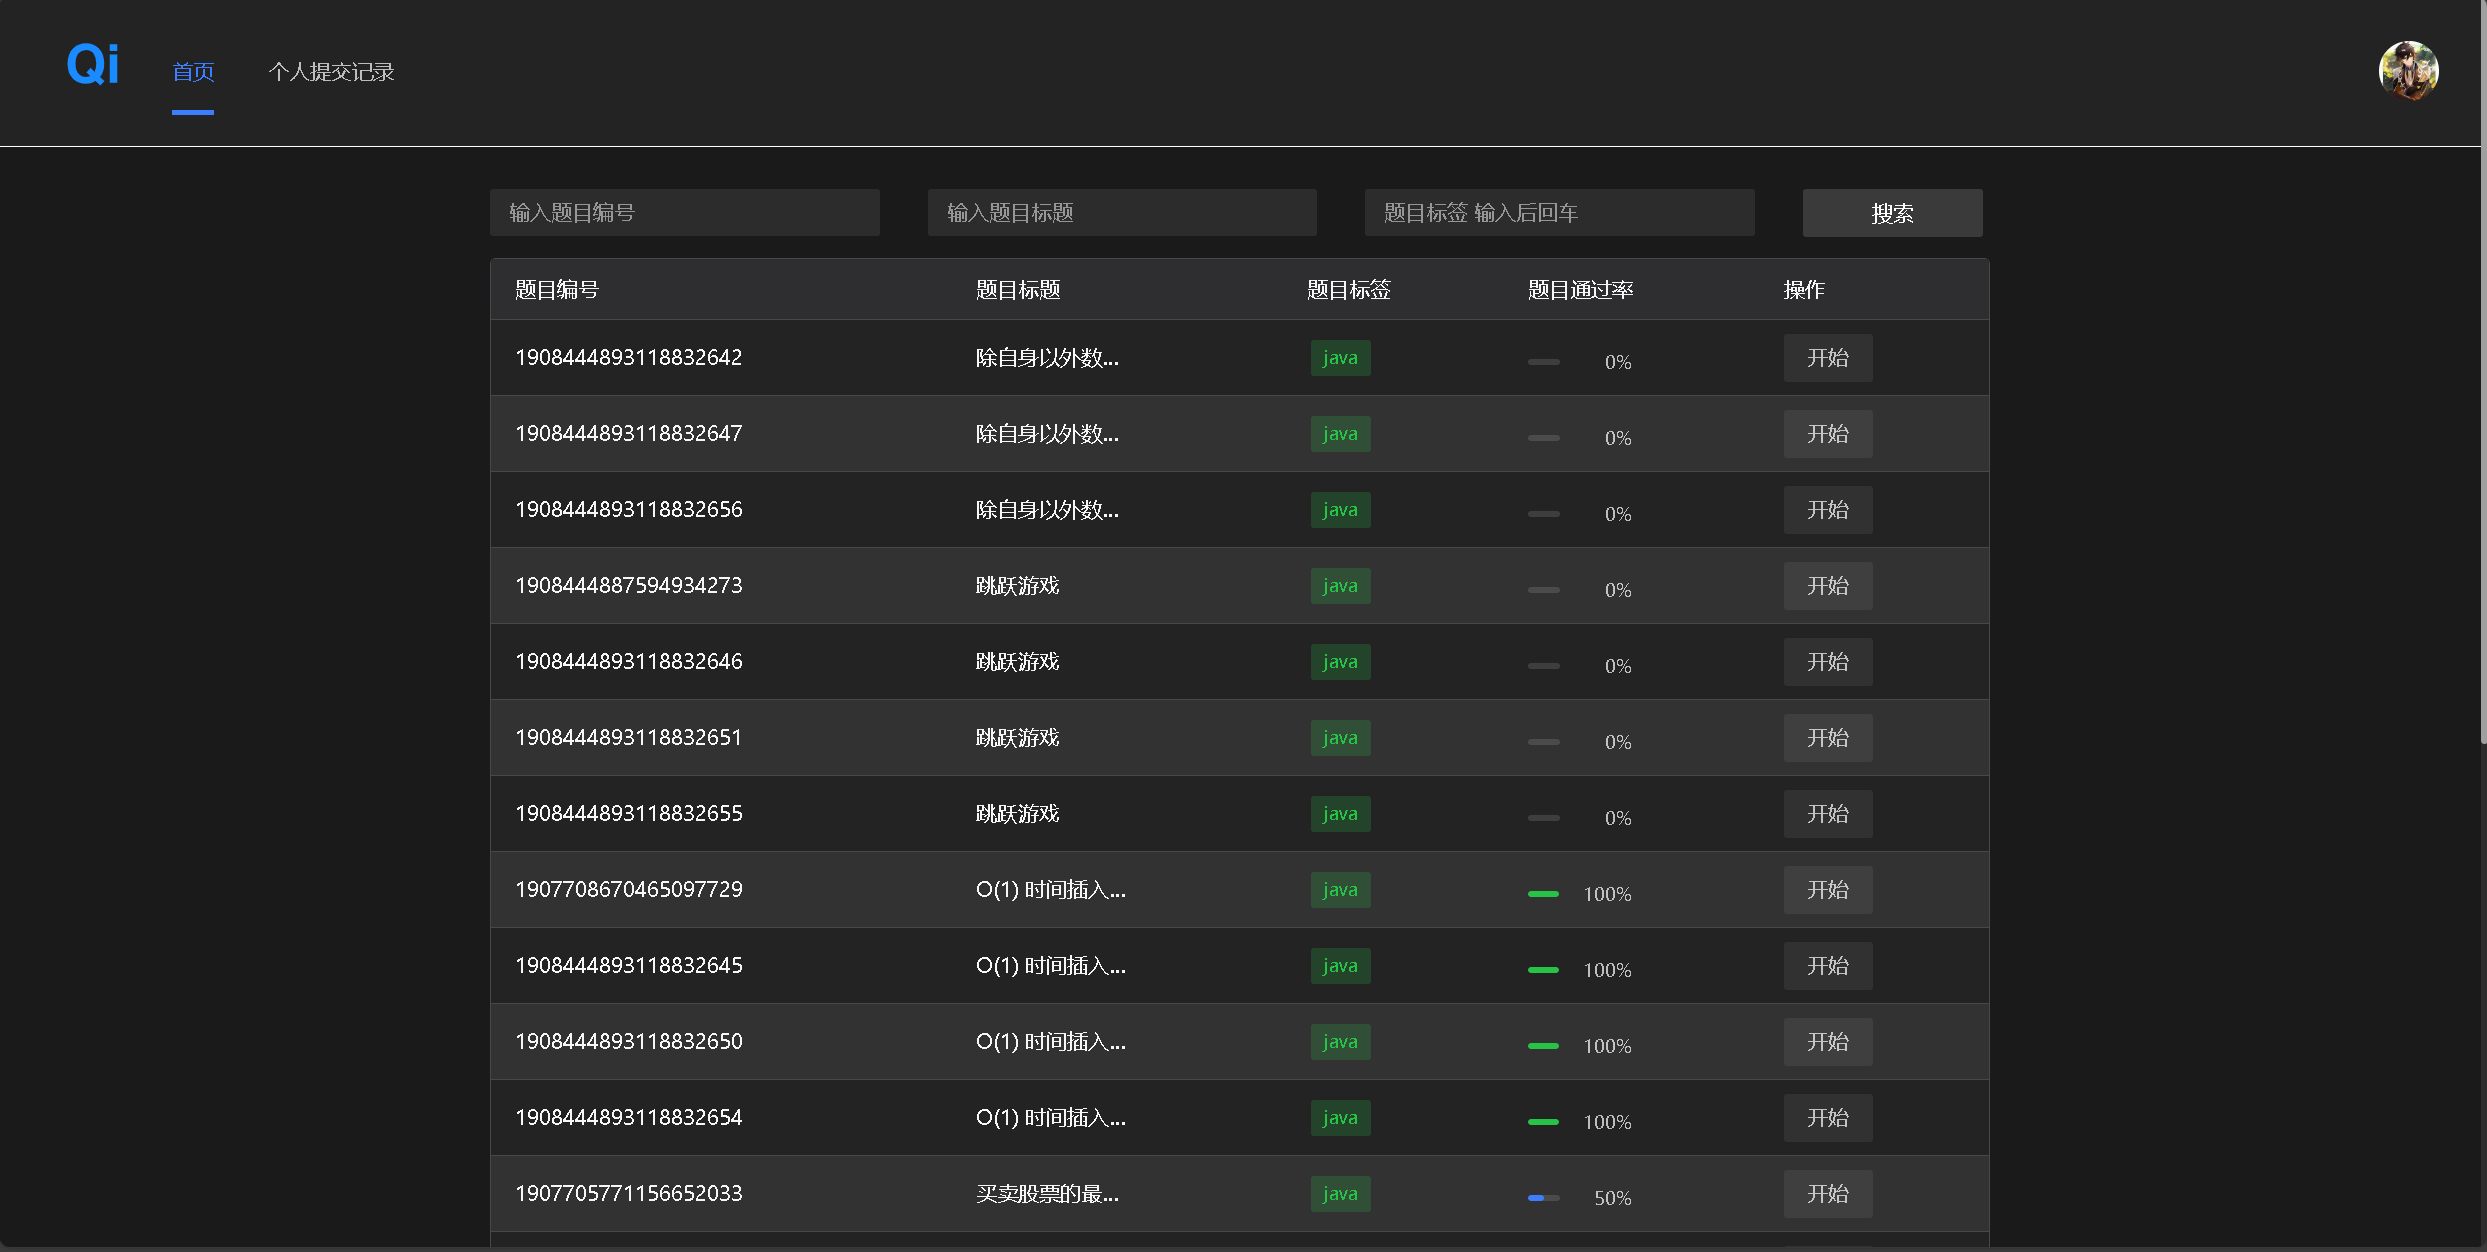 Qi 首页 个人提交记录
输入题目编号 输入题目标题 题目标签 输入后回车 搜索
题目编号 题目标题 题目标签 题目通过率 操作
1908444893118832642 除自身以外数... java 0% 开始
1908444893118832647 除自身以外数... java 0% 开始
1908444893118832656 除自身以外数... java 0% 开始
1908444887594934273 跳跃游戏 java 0% 开始
1908444893118832646 跳跃游戏 java 0% 开始
1908444893118832651 跳跃游戏 java 0% 开始
1908444893118832655 跳跃游戏 java 0% 开始
1907708670465097729 O(1) 时间插入... java 100% 开始
1908444893118832645 O(1) 时间插入... java 100% 开始
1908444893118832650 O(1) 时间插入... java 100% 开始
1908444893118832654 O(1) 时间插入... java 100% 开始
1907705771156652033 买卖股票的最... java 50% 开始